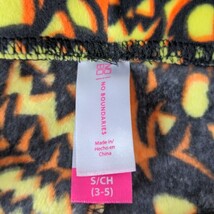 NO BOUNDARIES
Made in/
Hecho en
China
S/CH
(3-5)